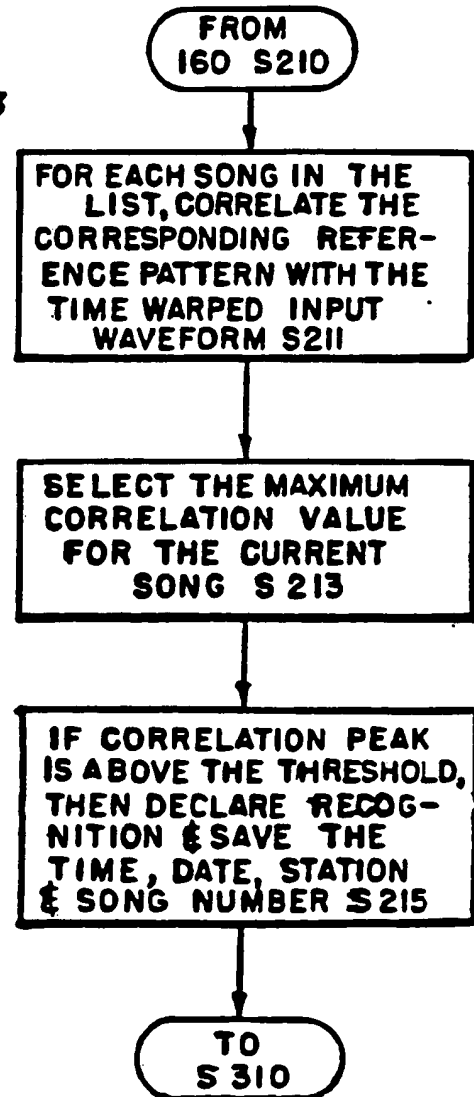 FROM
160 S210
3
FOR EACH SONG IN THE
LIST, CORRELATE THE
CORRESPONDING REFER-
ENCE PATTERN WITH THE
TIME WARPED INPUT
WAVEFORM S211
SELECT THE MAXIMUM
CORRELATION VALUE
FOR THE CURRENT
SONG S 213
IF CORRELATION PEAK
IS ABOVE THE THRESHOLD,
THEN DECLARE RECOG-
NITION & SAVE THE
TIME, DATE, STATION
& SONG NUMBER S215
TO
S 310